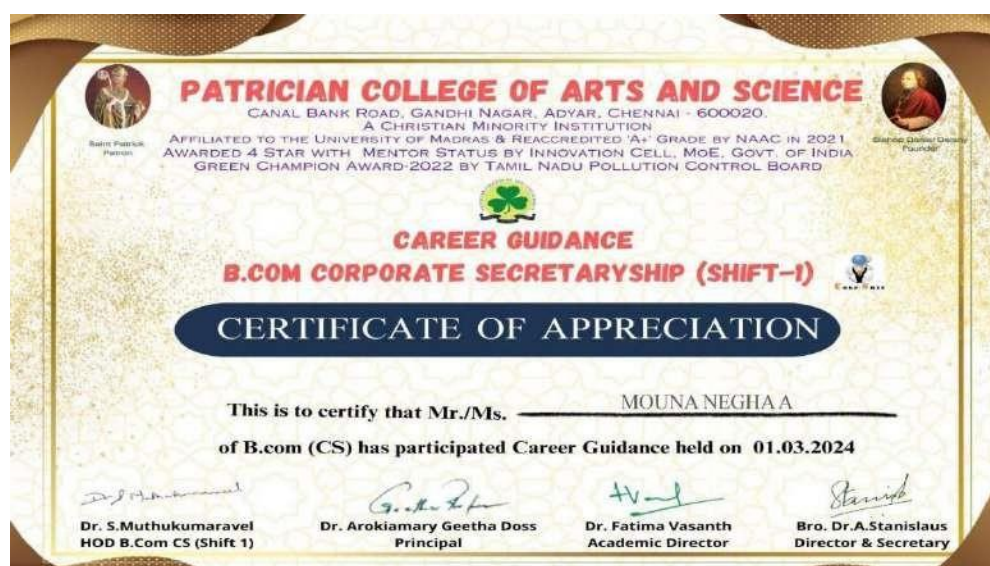 PATRICIAN COLLEGE OF ARTS AND SCIENCE
CANAL BANK ROAD, GANDHI NAGAR, ADYAR, CHENNAI - 600020.
A CHRISTIAN MINORITY INSTITUTION
AFFILIATED TO THE UNIVERSITY OF MADRAS & REACCREDITED 'A+' GRADE BY NAAC IN 2021
AWARDED 4 STAR WITH MENTOR STATUS BY INNOVATION CELL, MOE, GOVT. OF INDIA
GREEN CHAMPION AWARD-2022 BY TAMIL NADU POLLUTION CONTROL BOARD
Saint Patrick
Patron
Bishop Daniel Delany
Founder
CAREER GUIDANCE
B.COM CORPORATE SECRETARYSHIP (SHIFT-1)
CERTIFICATE OF APPRECIATION
This is to certify that Mr./Ms. MOUNA NEGHA A
of B.com (CS) has participated Career Guidance held on 01.03.2024
Dr. S.Muthukumaravel
HOD B.Com CS (Shift 1)
Dr. Arokiamary Geetha Doss
Principal
Dr. Fatima Vasanth
Academic Director
Bro. Dr.A.Stanislaus
Director & Secretary